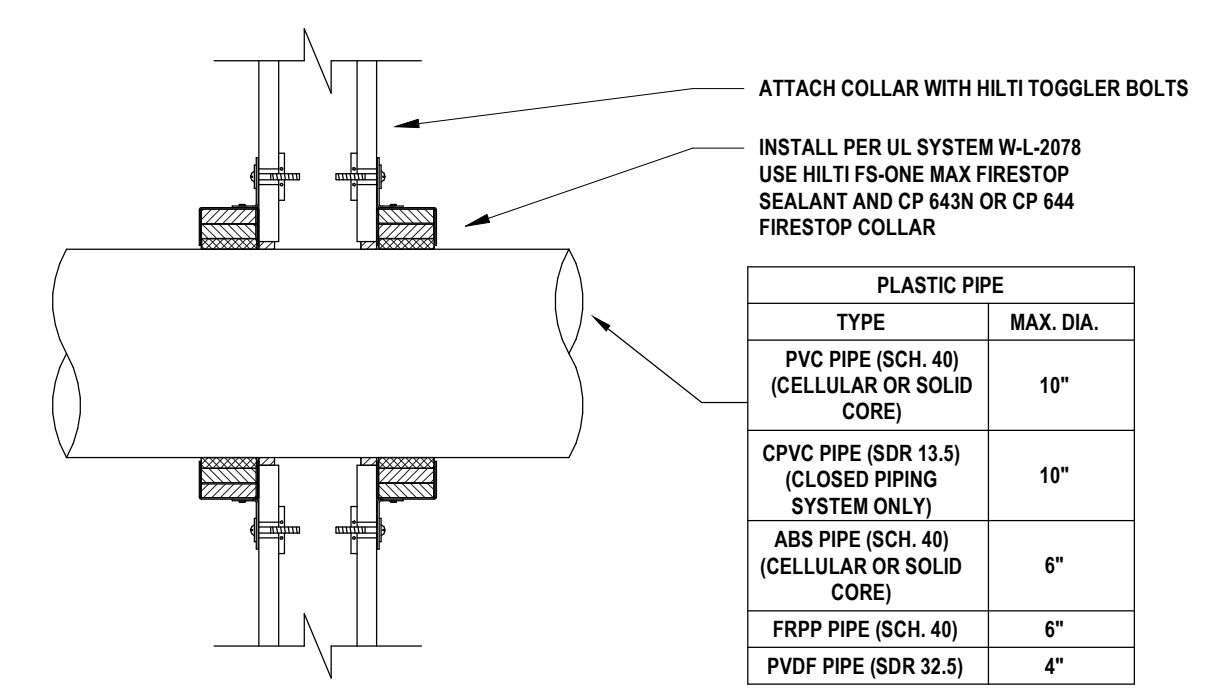 ATTACH COLLAR WITH HILTI TOGGLER BOLTS
INSTALL PER UL SYSTEM W-L-2078
USE HILTI FS-ONE MAX FIRESTOP
SEALANT AND CP 643N OR CP 644
FIRESTOP COLLAR
PLASTIC PIPE
TYPE MAX. DIA.
PVC PIPE (SCH. 40)
(CELLULAR OR SOLID
CORE)
10"
CPVC PIPE (SDR 13.5)
(CLOSED PIPING
SYSTEM ONLY)
10"
ABS PIPE (SCH. 40)
(CELLULAR OR SOLID
CORE)
6"
FRPP PIPE (SCH. 40) 6"
PVDF PIPE (SDR 32.5) 4"